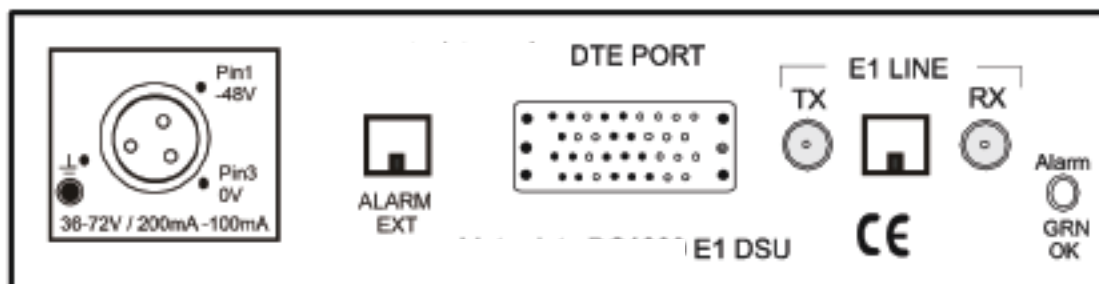 DTE PORT
Pin1
-48V
E1 LINE
TX
RX
Pin3
0V
36-72V / 200mA -100mA
ALARM
EXT
E1 DSU
CE
Alarm
GRN
OK